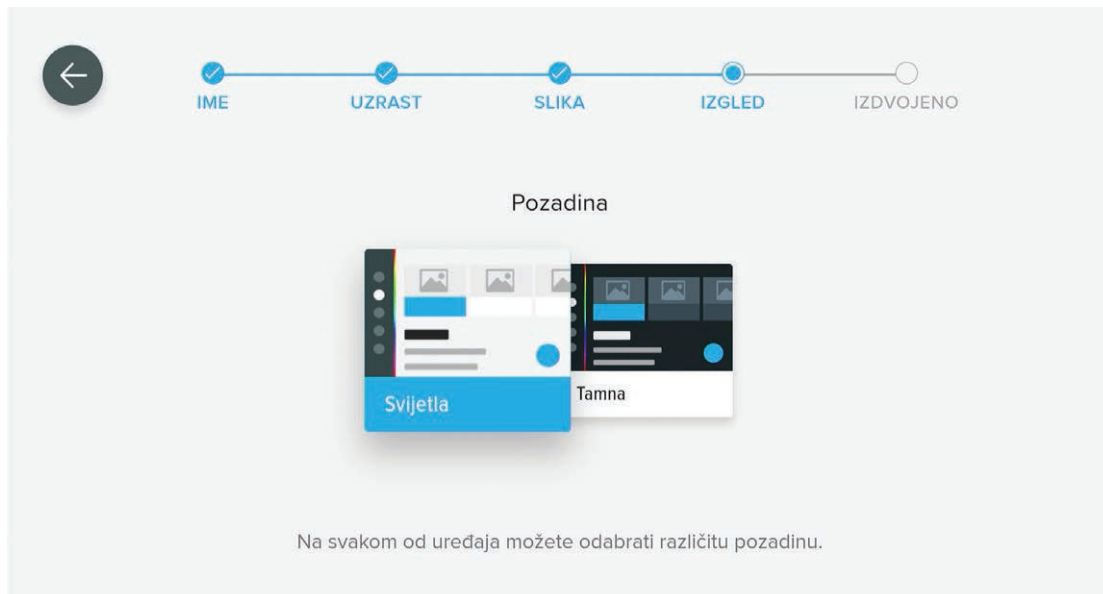 IME
UZRAST
SLIKA
IZGLED
IZDVOJENO
Pozadina
Svijetla
Tamna
Na svakom od uređaja možete odabrati različitu pozadinu.